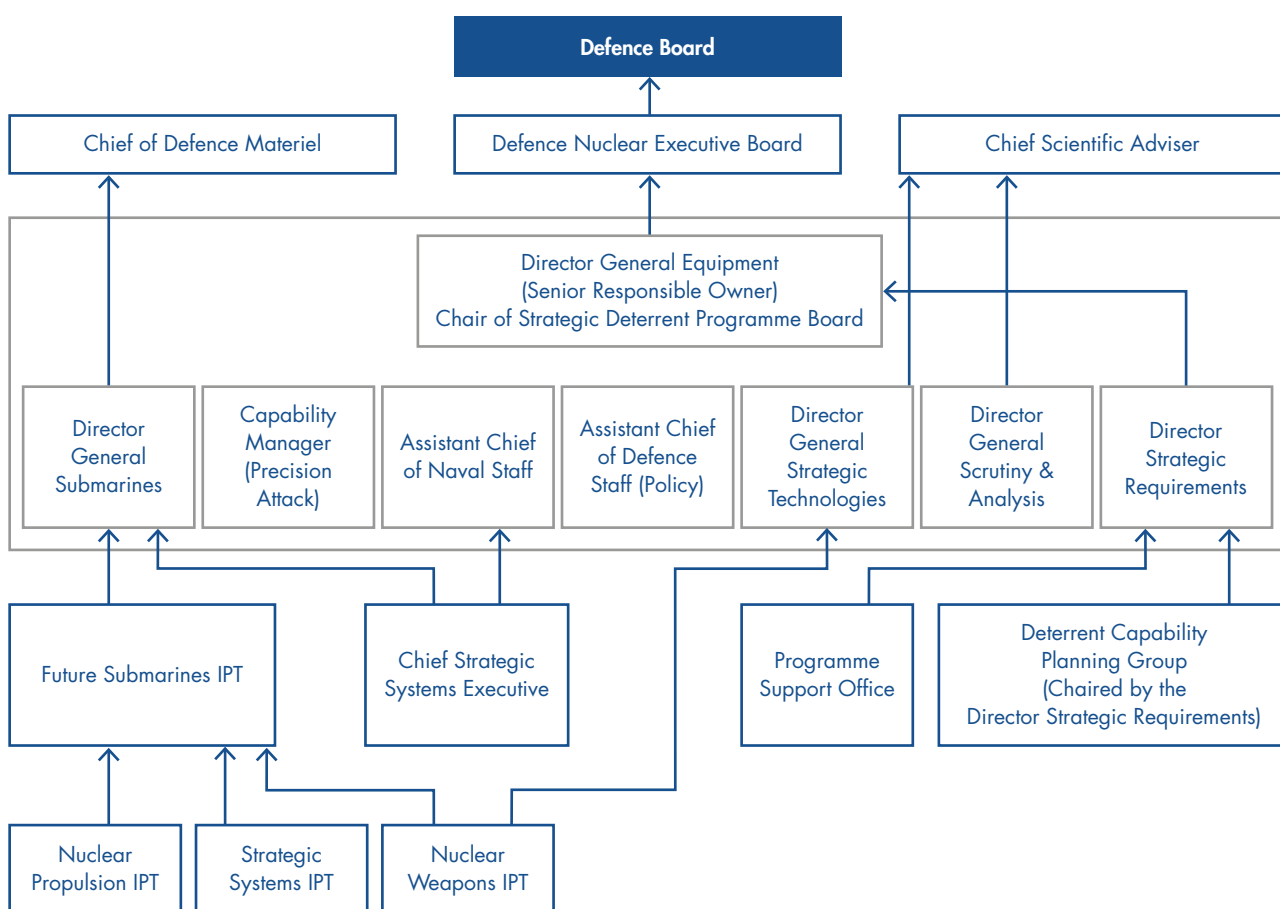 Defence Board
Chief of Defence Materiel
Defence Nuclear Executive Board
Chief Scientific Adviser
Director General Equipment
(Senior Responsible Owner)
Chair of Strategic Deterrent Programme Board
Director
General
Submarines
Capability
Manager
(Precision
Attack)
Assistant Chief
of Naval Staff
Assistant Chief
of Defence
Staff (Policy)
Director
General
Strategic
Technologies
Director
General
Scrutiny &
Analysis
Director
Strategic
Requirements
Future Submarines IPT
Chief Strategic
Systems Executive
Programme
Support Office
Deterrent Capability
Planning Group
(Chaired by the
Director Strategic Requirements)
Nuclear
Propulsion IPT
Strategic
Systems IPT
Nuclear
Weapons IPT